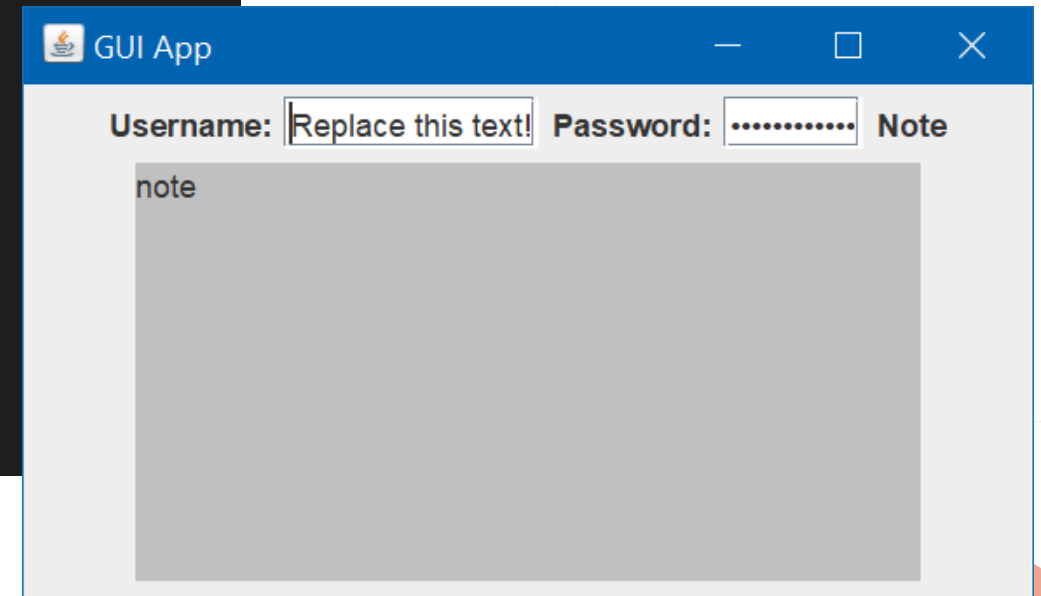 GUI App
Username: Replace this text! Password: •••••••••••• Note
note